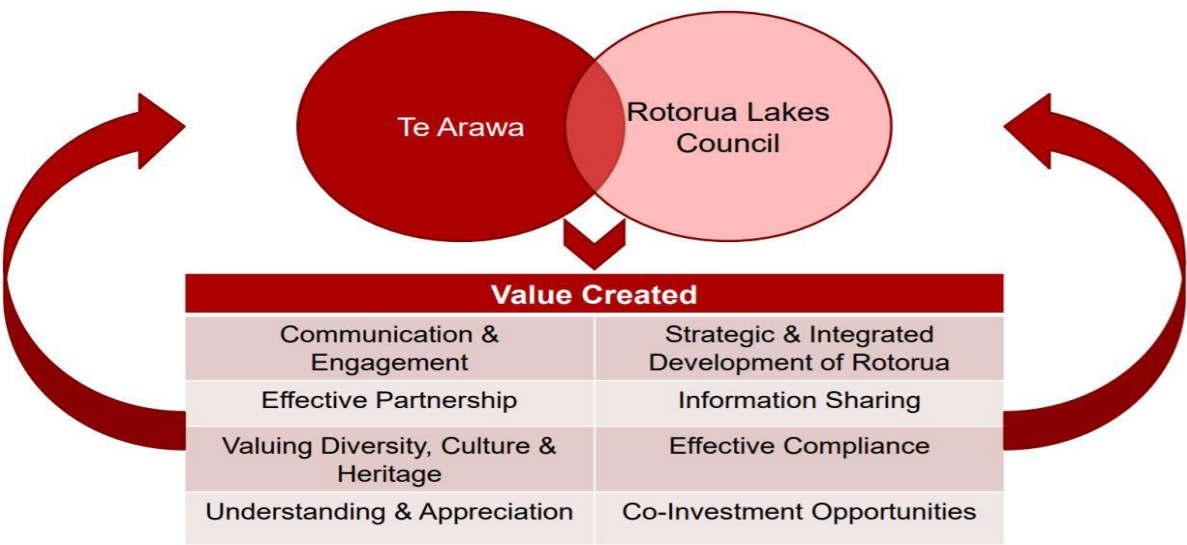 Te Arawa
Rotorua Lakes
Council
Value Created
Communication &
Engagement
Strategic & Integrated
Development of Rotorua
Effective Partnership
Information Sharing
Valuing Diversity, Culture &
Heritage
Effective Compliance
Understanding & Appreciation
Co-Investment Opportunities